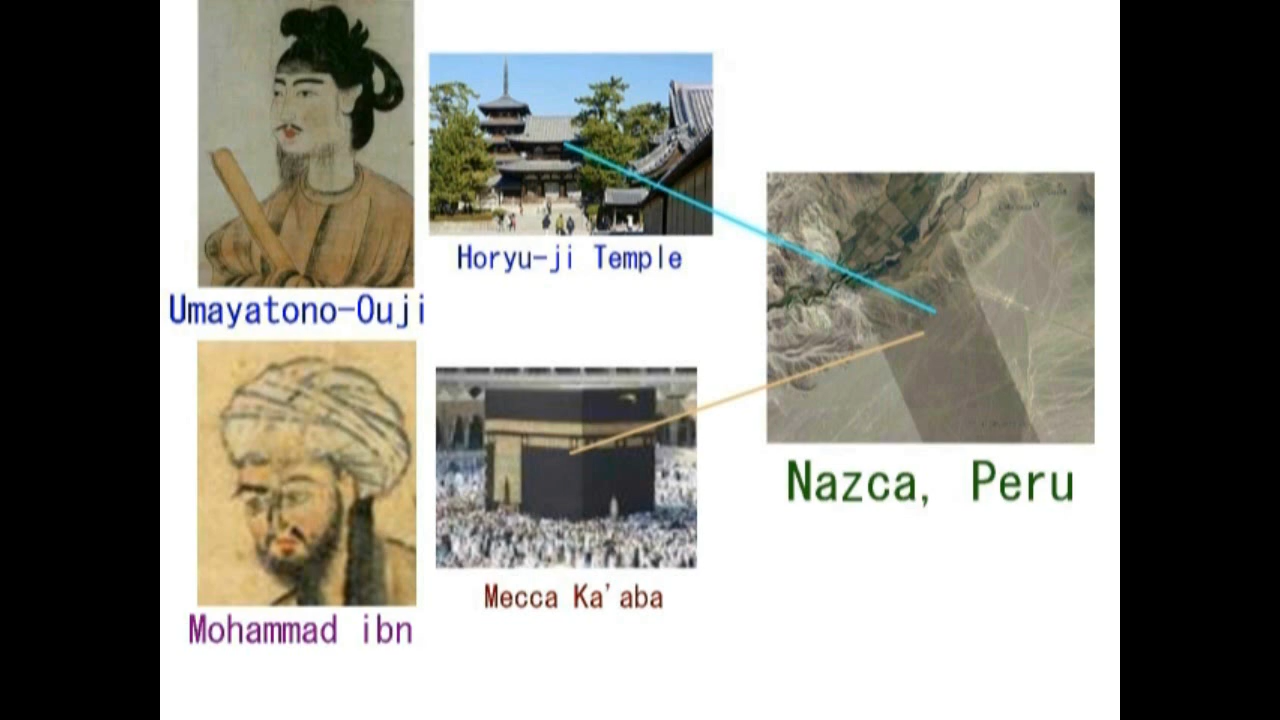 Horyu-ji Temple
Umayatono-Ouji
Nazca, Peru
Mecca Ka'aba
Mohammad ibn